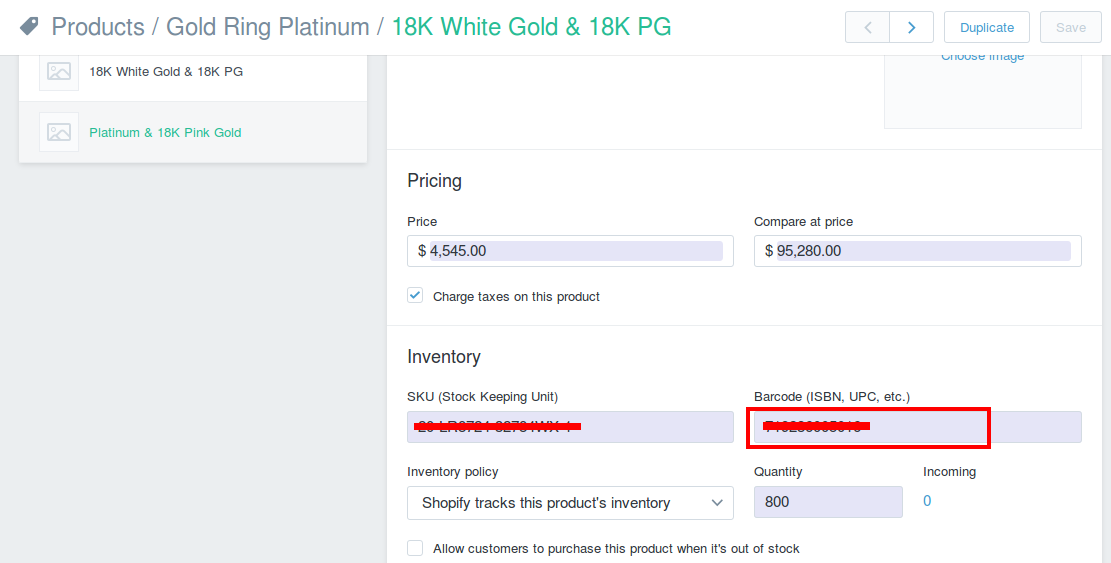 Products / Gold Ring Platinum / 18K White Gold & 18K PG
Duplicate
Save
18K White Gold & 18K PG
Platinum & 18K Pink Gold
Choose image
Pricing
Price
Compare at price
$ 4,545.00
$ 95,280.00
Charge taxes on this product
Inventory
SKU (Stock Keeping Unit)
Barcode (ISBN, UPC, etc.)
Inventory policy
Quantity
Incoming
Shopify tracks this product's inventory
800
0
Allow customers to purchase this product when it's out of stock